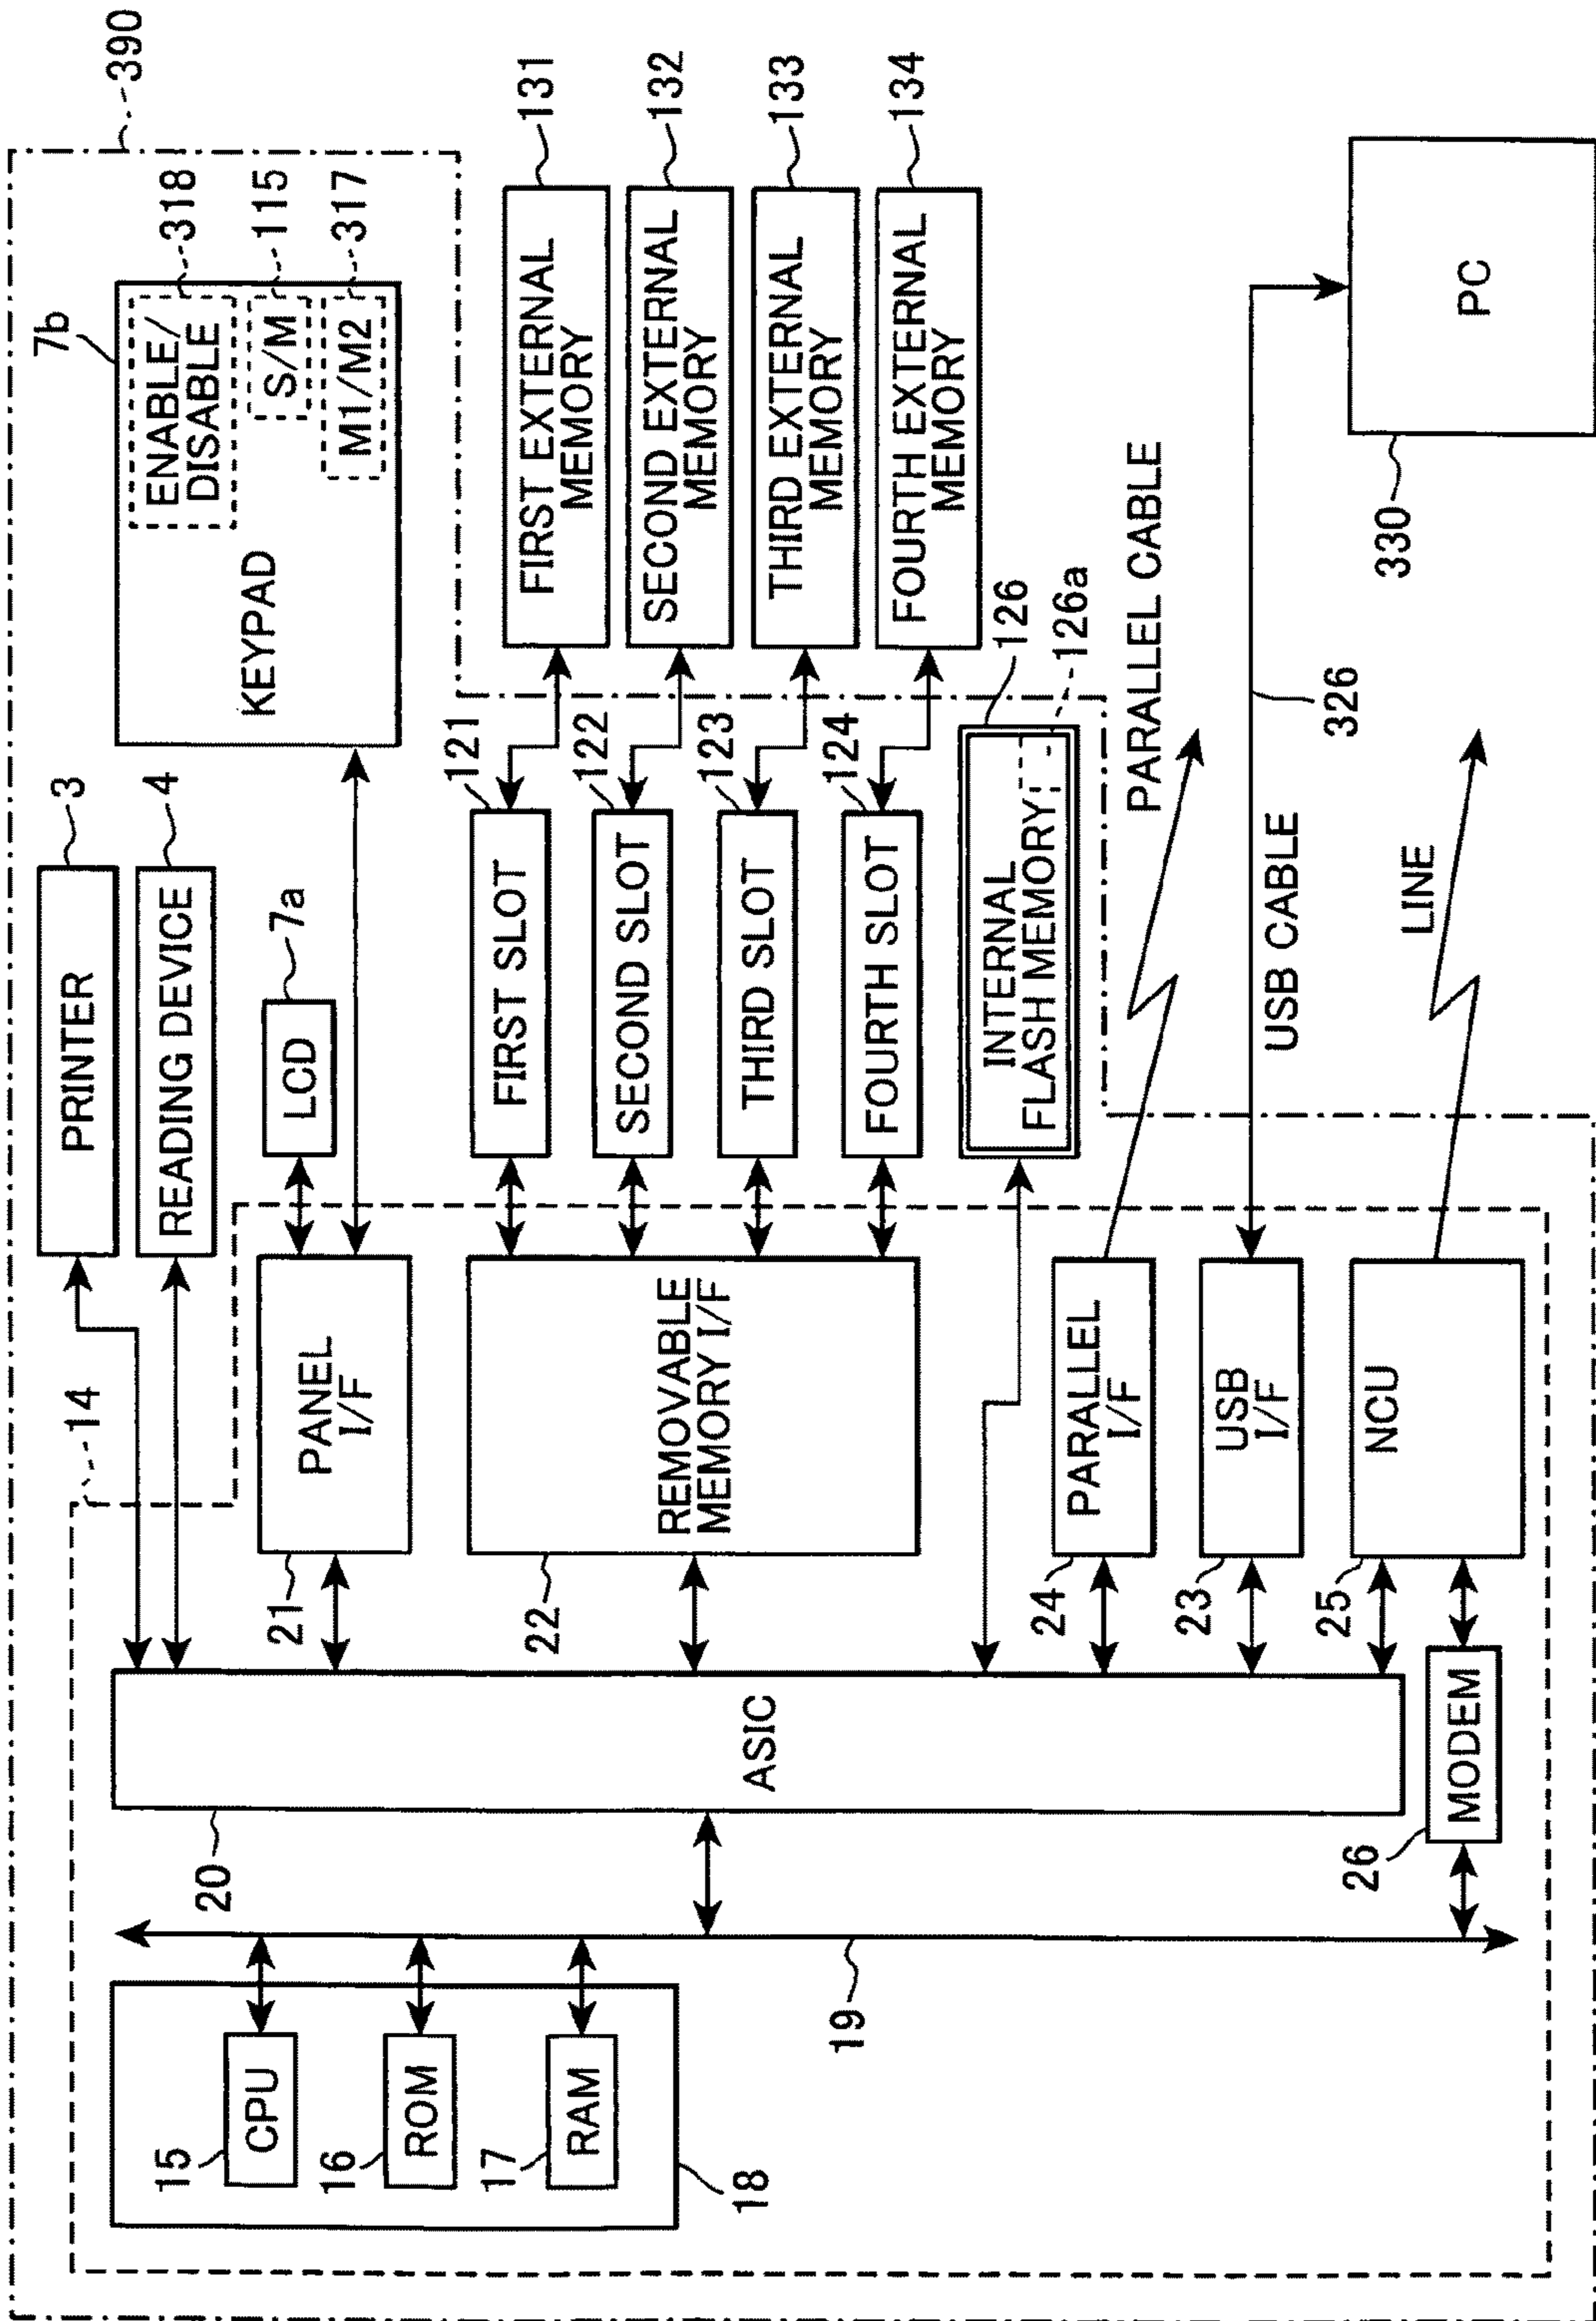 390
14
3
PRINTER
4
READING DEVICE
7a
LCD
7b
KEYPAD
ENABLE/
DISABLE
318
S/M
115
M1/M2
317
15
CPU
16
ROM
17
RAM
18
19
20
ASIC
21
PANEL
I/F
22
REMOVABLE
MEMORY I/F
121
FIRST SLOT
122
SECOND SLOT
123
THIRD SLOT
124
FOURTH SLOT
FIRST EXTERNAL
MEMORY
131
SECOND EXTERNAL
MEMORY
132
THIRD EXTERNAL
MEMORY
133
FOURTH EXTERNAL
MEMORY
134
INTERNAL
FLASH MEMORY
126
126a
24
PARALLEL
I/F
PARALLEL CABLE
23
USB
I/F
USB CABLE
326
25
NCU
LINE
26
MODEM
PC
330